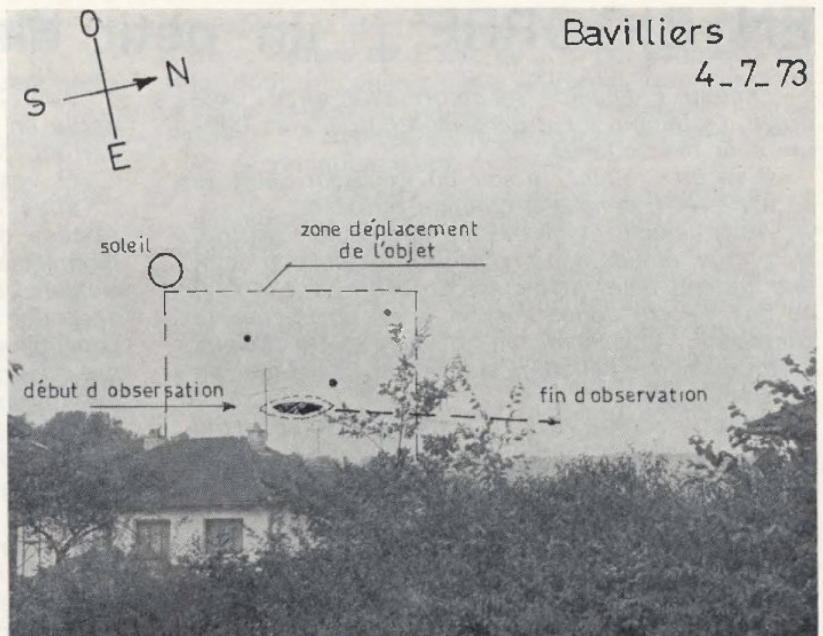 Bavilliers
4_7_73
O
S
N
E
soleil
zone déplacement
de l'objet
début d obsersation
fin d observation